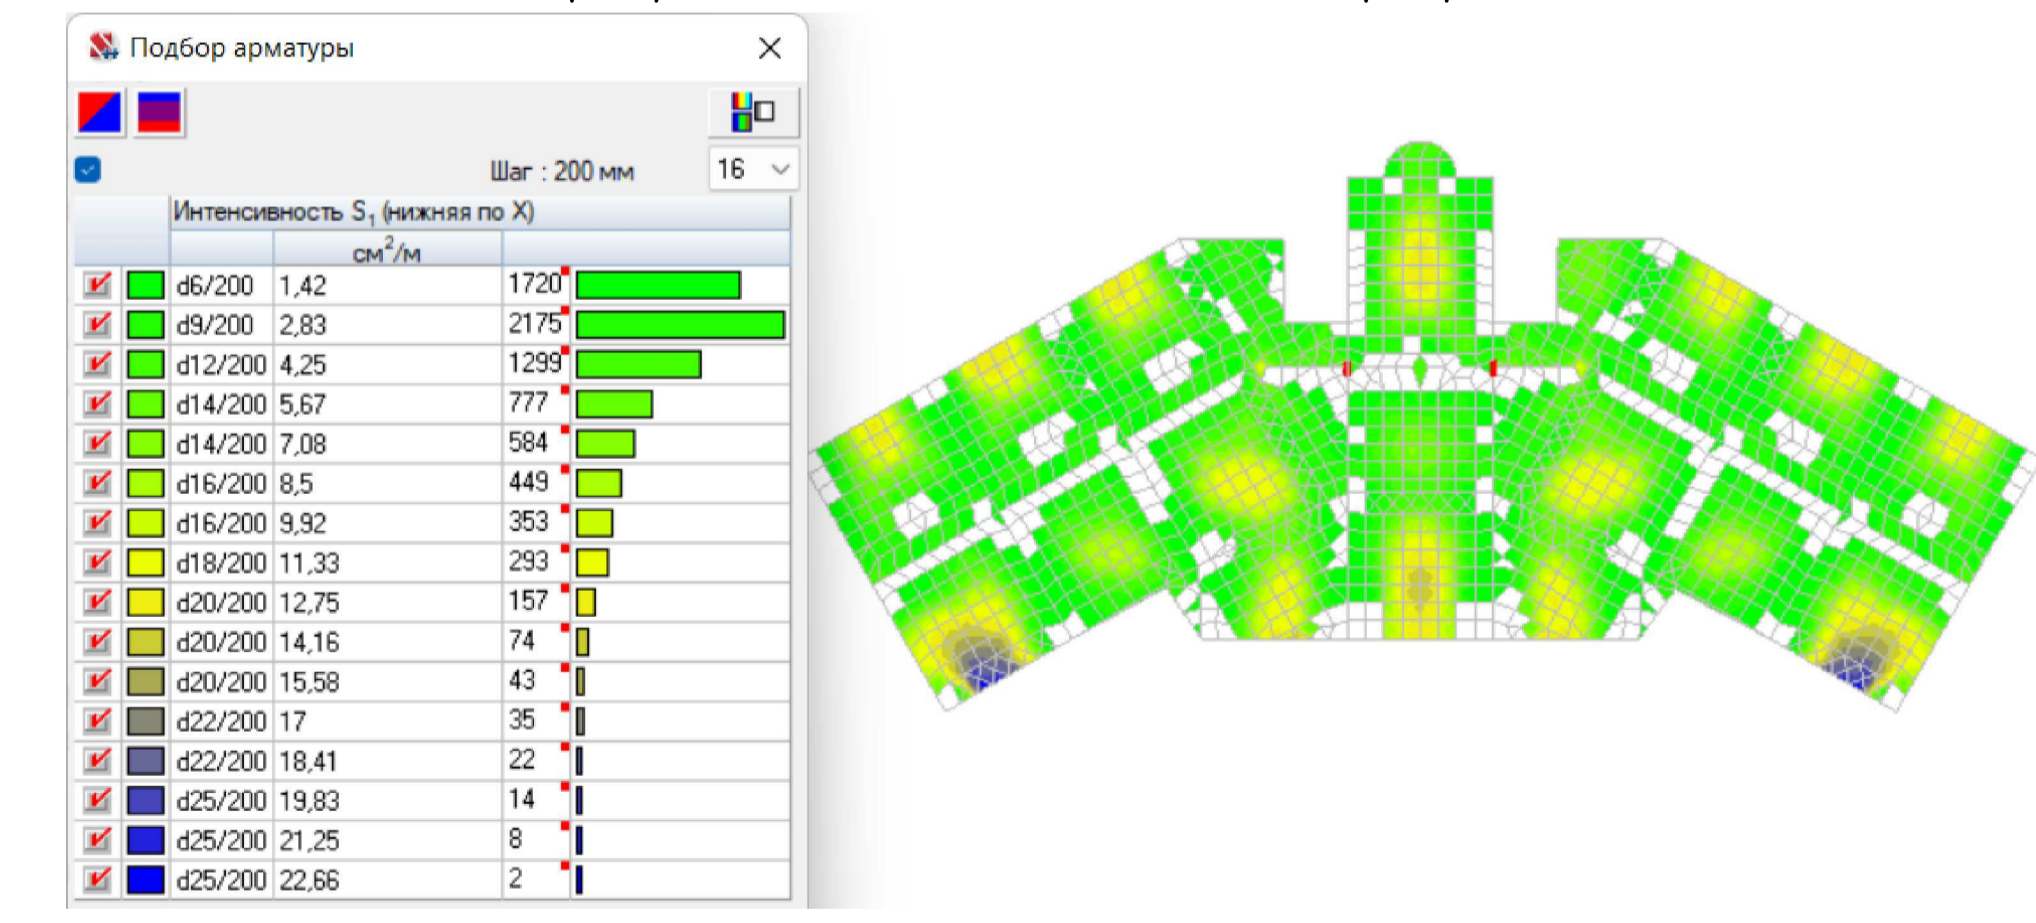 Подбор арматуры
Шаг : 200 мм 16
Интенсивность S₁ (нижняя по X)
см²/м
d6/200 1,42 1720
d9/200 2,83 2175
d12/200 4,25 1299
d14/200 5,67 777
d14/200 7,08 584
d16/200 8,5 449
d16/200 9,92 353
d18/200 11,33 293
d20/200 12,75 157
d20/200 14,16 74
d20/200 15,58 43
d22/200 17 35
d22/200 18,41 22
d25/200 19,83 14
d25/200 21,25 8
d25/200 22,66 2